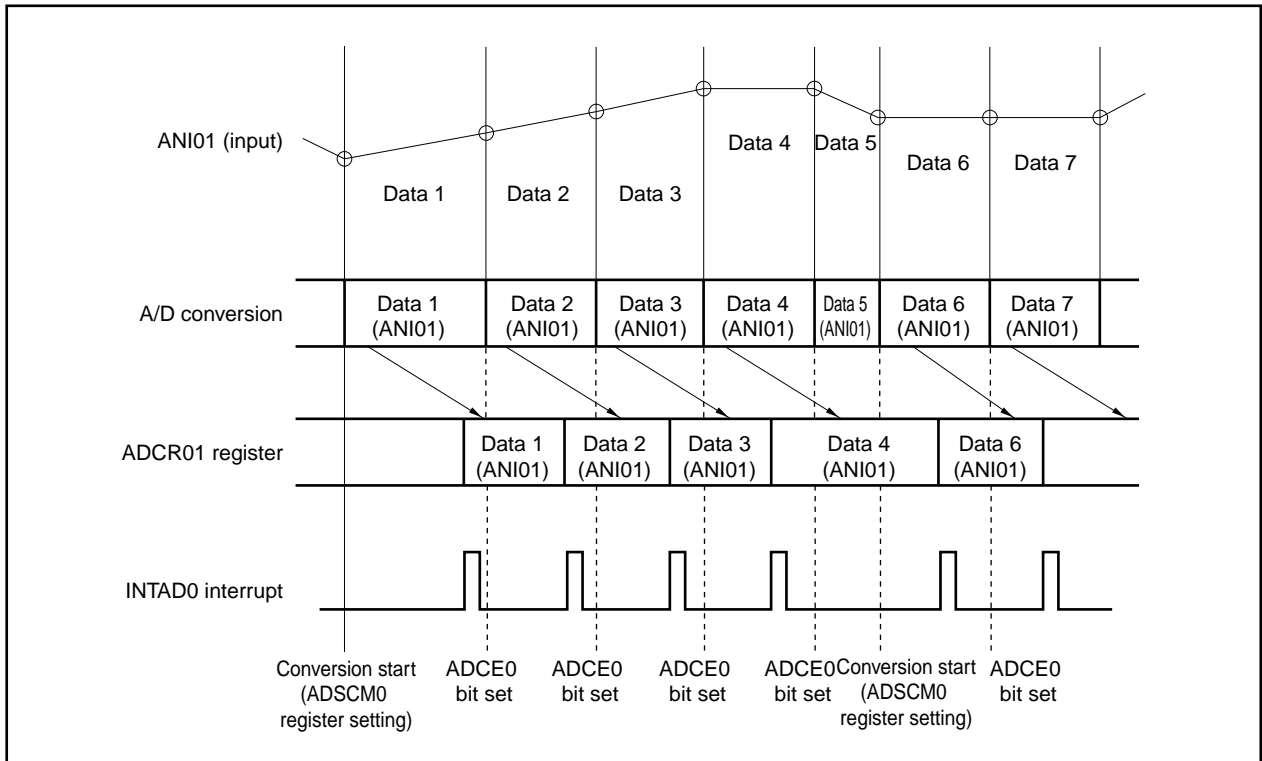 ANI01 (input)
Data 1
Data 2
Data 3
Data 4
Data 5
Data 6
Data 7
A/D conversion
Data 1
(ANI01)
Data 2
(ANI01)
Data 3
(ANI01)
Data 4
(ANI01)
Data 5
(ANI01)
Data 6
(ANI01)
Data 7
(ANI01)
ADCR01 register
Data 1
(ANI01)
Data 2
(ANI01)
Data 3
(ANI01)
Data 4
(ANI01)
Data 6
(ANI01)
INTAD0 interrupt
Conversion start
(ADSCM0
register setting)
ADCE0
bit set
ADCE0
bit set
ADCE0
bit set
ADCE0
bit set
Conversion start
(ADSCM0
register setting)
ADCE0
bit set